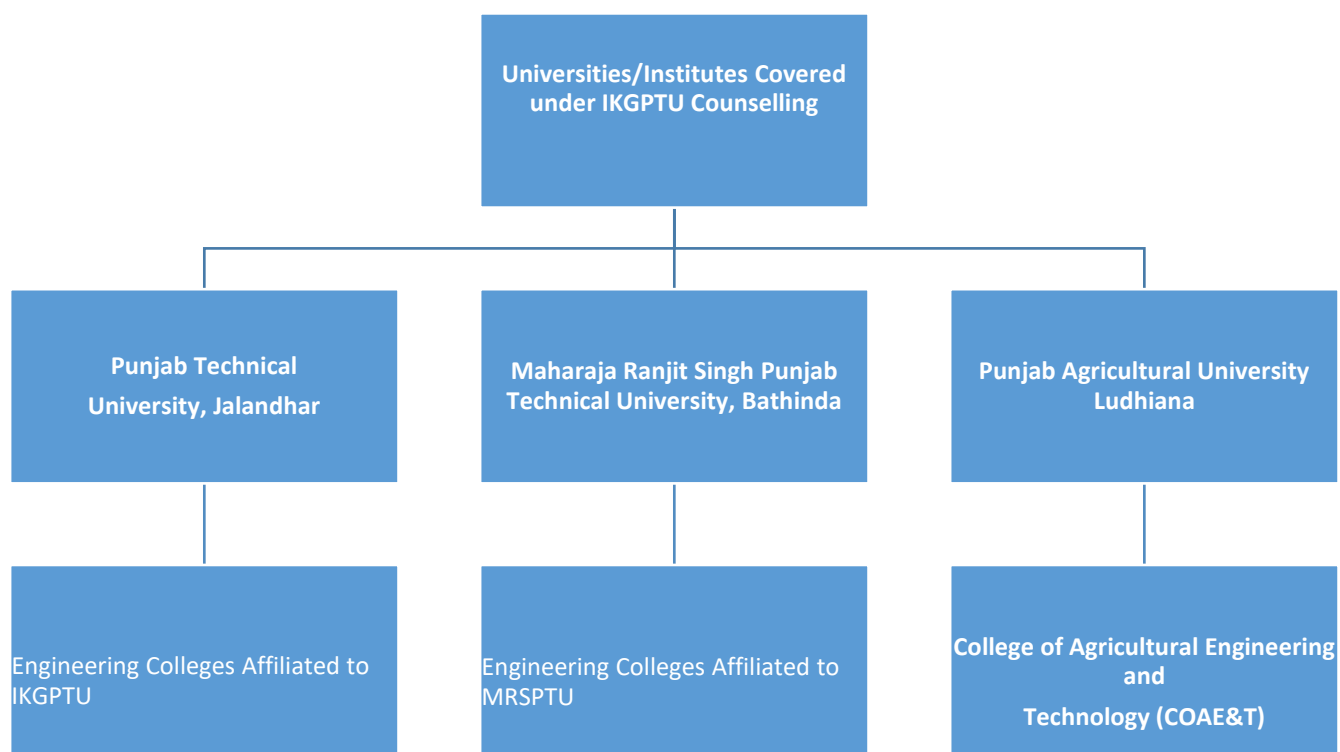 Universities/Institutes Covered
under IKGPTU Counselling
Punjab Technical
University, Jalandhar
Maharaja Ranjit Singh Punjab
Technical University, Bathinda
Punjab Agricultural University
Ludhiana
Engineering Colleges Affiliated to
IKGPTU
Engineering Colleges Affiliated to
MRSPTU
College of Agricultural Engineering
and
Technology (COAE&T)